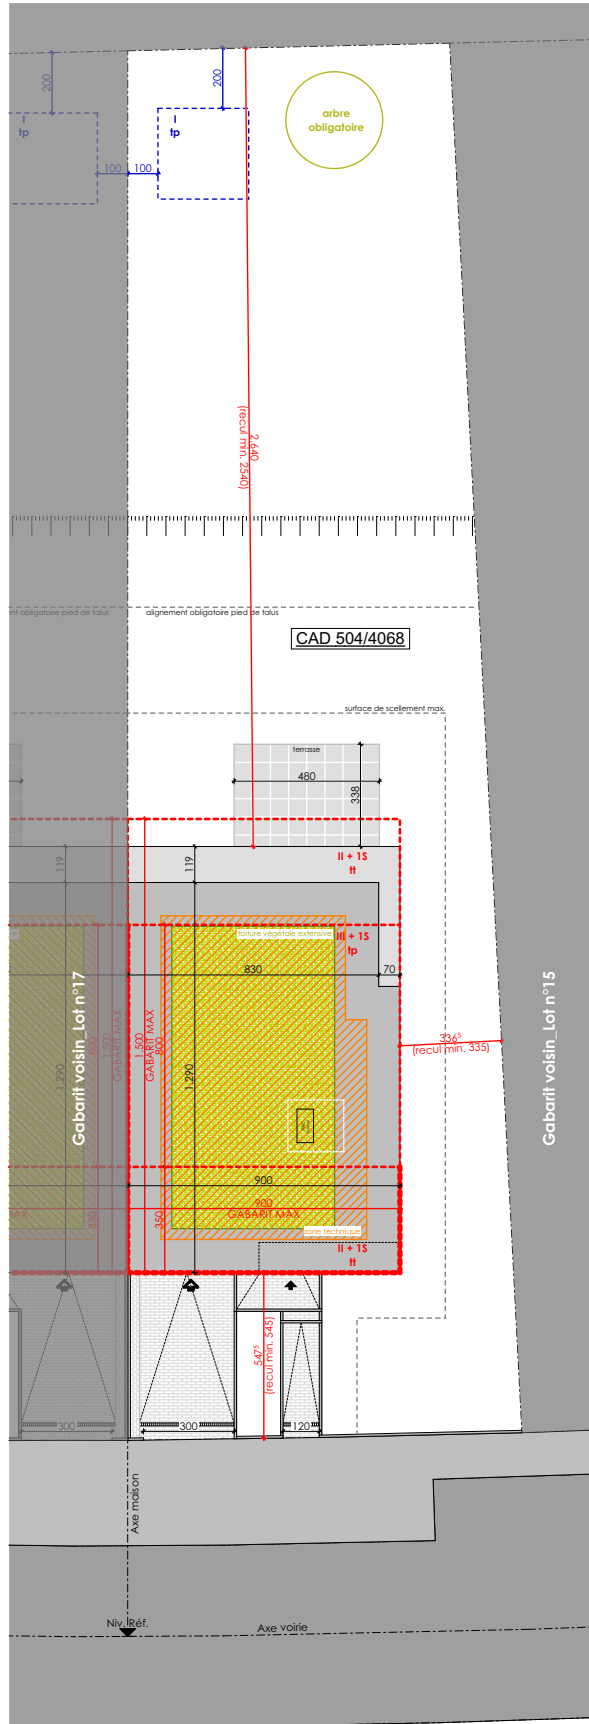 200
200
I
tp
I
tp
arbre
obligatoire
100
100
2.640
(recul min. 2540)
nt obligatoire pied de talus
alignement obligatoire pied de talus
CAD 504/4068
surface de scellement max.
terrasse
480
338
119
119
II + 1S
tt
toiture végétale extensive
III + 1S
tp
830
70
Gabarit voisin_Lot n°17
Gabarit voisin_Lot n°15
336⁵
(recul min. 335)
1.290
1.500
GABARIT MAX
800
1.500
GABARIT MAX
800
1.290
900
900
GABARIT MAX
MAX
350
350
zone technique
II + 1S
tt
547⁵
(recul min. 545)
300
300
120
Axe maison
Niv. Réf.
Axe voirie